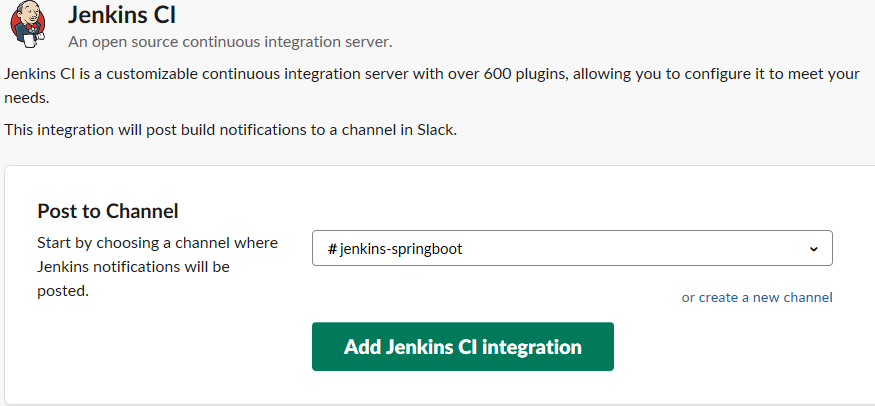 Jenkins CI
An open source continuous integration server.
Jenkins CI is a customizable continuous integration server with over 600 plugins, allowing you to configure it to meet your
needs.
This integration will post build notifications to a channel in Slack.
Post to Channel
Start by choosing a channel where
Jenkins notifications will be
posted.
#jenkins-springboot
or create a new channel
Add Jenkins CI integration